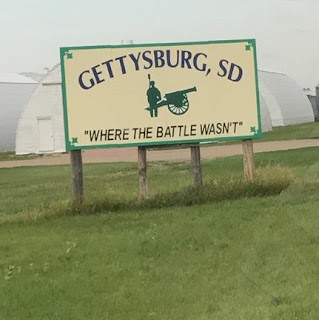 GETTYSBURG, SD
"WHERE THE BATTLE WASN'T"